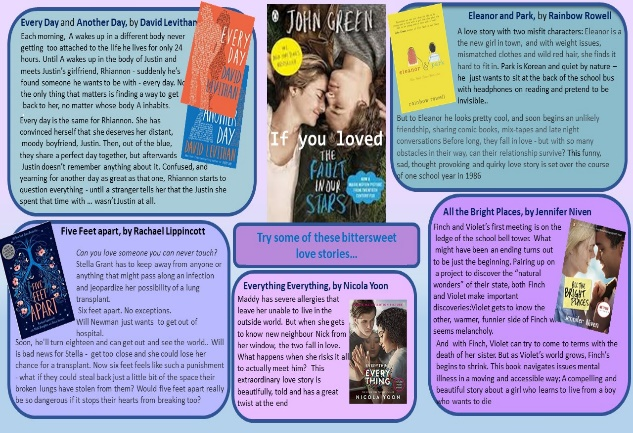 Every Day and Another Day, by David Levithan
Each morning, A wakes up in a different body never
getting too attached to the life he lives for only 24
hours. Until A wakes up in the body of Justin and
meets Justin's girlfriend, Rhiannon - suddenly he's
found someone he wants to be with - every day. No
the only thing that matters is finding a way to get
back to her, no matter whose body A inhabits.
Every day is the same for Rhiannon. She has
convinced herself that she deserves her distant,
moody boyfriend, Justin. Then, out of the blue,
they share a perfect day together, but afterwards
Justin doesn't remember anything about it. Confused, and
yearning for another day as great as that one, Rhiannon starts to
question everything - until a stranger tells her that the Justin she
spent that time with ... wasn't Justin at all.
EVERY
DAY
DAVID
LEVITHAN
ANOTHER
DAY
DAVID LEVITHAN
JOHN GREEN
If you loved
THE
FAULT
IN OUR
STARS
Eleanor and Park, by Rainbow Rowell
A love story with two misfit characters: Eleanor is a
the new girl in town, and with weight issues,
mismatched clothes and wild red hair, she finds it
hard to fit in. Park is Korean and quiet by nature –
he just wants to sit at the back of the school bus
with headphones on reading and pretend to be
invisible..
But to Eleanor he looks pretty cool, and soon begins an unlikely
friendship, sharing comic books, mix-tapes and late night
conversations Before long, they fall in love - but with so many
obstacles in their way, can their relationship survive? This funny,
sad, thought provoking and quirky love story is set over the course
of one school year in 1986
eleanor & park
rainbow rowell
Five Feet apart, by Rachael Lippincott
Can you love someone you can never touch?
Stella Grant has to keep away from anyone or
anything that might pass along an infection
and jeopardize her possibility of a lung
transplant.
Six feet apart. No exceptions.
Will Newman just wants to get out of
hospital.
Soon, he'll turn eighteen and can get out and see the world.. Will
is bad for Stella - get too close and she could lose her
chance for a transplant. Now six feet feels like such a punishment
- what if they could steal back just a little bit of the space their
broken lungs have stolen from them? Would five feet apart really
be so dangerous if it stops their hearts from breaking too?
FIVE
FEET
APART
Try some of these bittersweet
love stories...
Everything Everything, by Nicola Yoon
Maddy has severe allergies that
leave her unable to live in the
outside world. But when she gets
to know new neighbour Nick from
her window, the two fall in love.
What happens when she risks it all
to actually meet him? This
extraordinary love story is
beautifully, told and has a great
twist at the end
EVERY
THING
NICOLA YOON
All the Bright Places, by Jennifer Niven
Finch and Violet's first meeting is on the
ledge of the school bell tower. What
might have been an ending turns out
to be just the beginning. Pairing up on
a project to discover the "natural
wonders" of their state, both Finch
and Violet make important
discoveries:Violet gets to know the
other, warmer, funnier side of Finch w
seems melancholy.
And with Finch, Violet can try to come to terms with the
death of her sister. But as Violet's world grows, Finch's
begins to shrink. This book navigates issues mental
illness in a moving and accessible way; A compelling and
beautiful story about a girl who learns to live from a boy
who wants to die
ALL the
BRIGHT
PLACES
Jennifer Niven